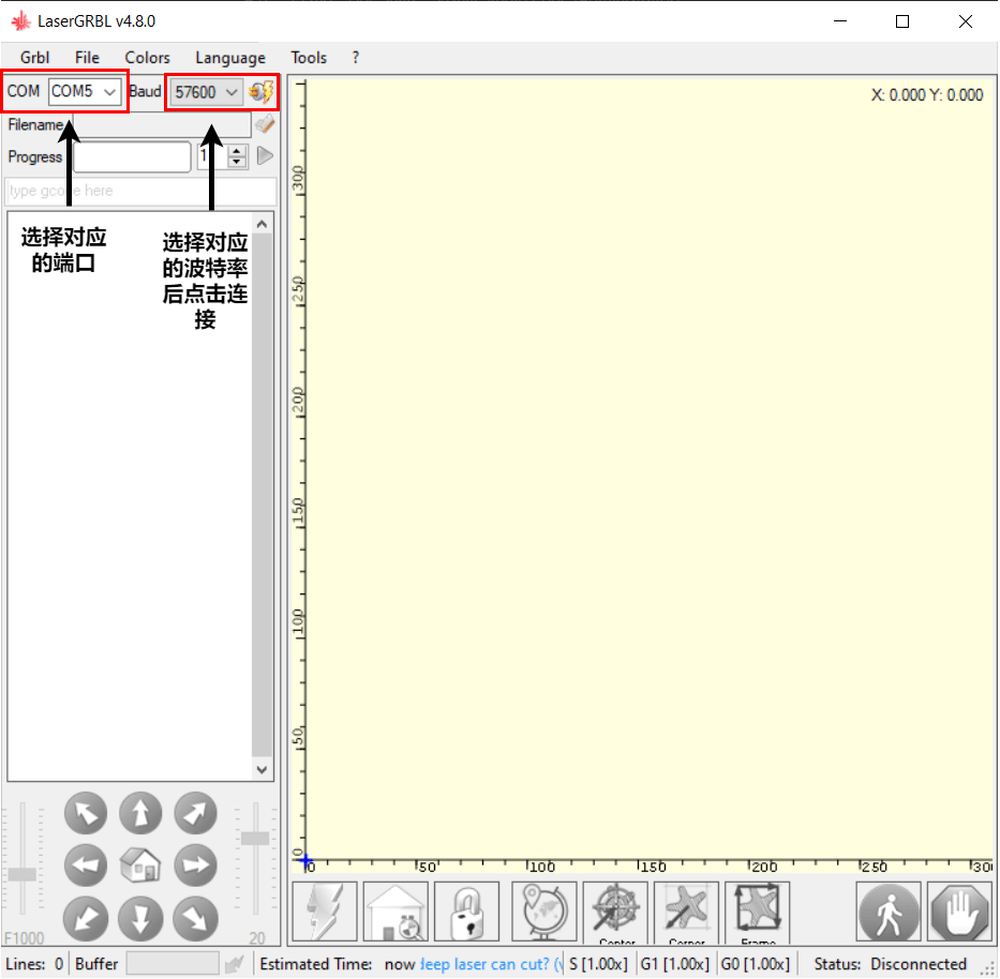 LaserGRBL v4.8.0
Grbl File Colors Language Tools ?
COM COM5 Baud 57600
Filename
Progress 1
type gcode here
选择对应
的端口
选择对应
的波特率
后点击连
接
X: 0.000 Y: 0.000
300
250
200
150
100
50
0
0 50 100 150 200 250 300
Center Corner Frame
F1000 20
Lines: 0 Buffer Estimated Time: now deep laser can cut? (v S [1.00x] G1 [1.00x] G0 [1.00x] Status: Disconnected